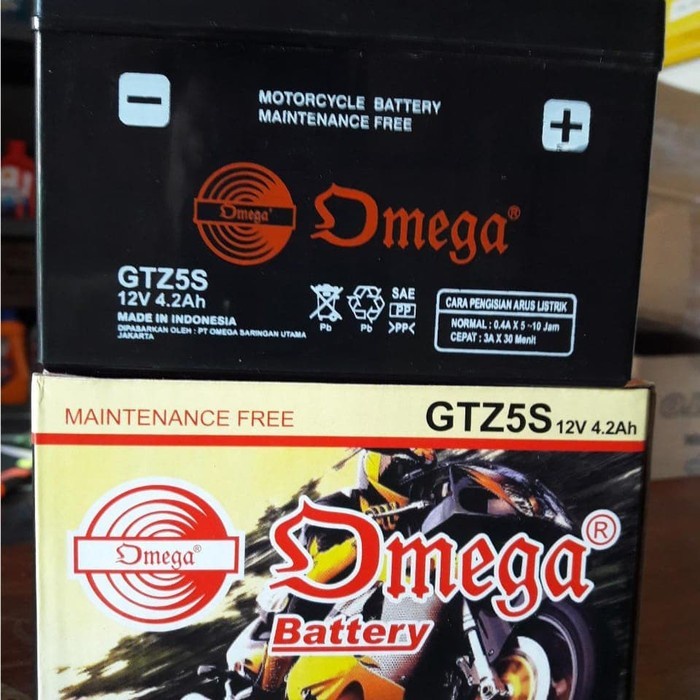 MOTORCYCLE BATTERY
MAINTENANCE FREE
Omega®
Omega®
GTZ5S
12V 4.2Ah
MADE IN INDONESIA
DIPASARKAN OLEH : PT OMEGA SARINGAN UTAMA
JAKARTA
Pb
Pb
SAE
PP
>PP<
CARA PENGISIAN ARUS LISTRIK
NORMAL : 0.4A X 5 ~10 Jam
CEPAT : 3A X 30 Menit
MAINTENANCE FREE
GTZ5S 12V 4.2Ah
Omega®
Omega®
Battery